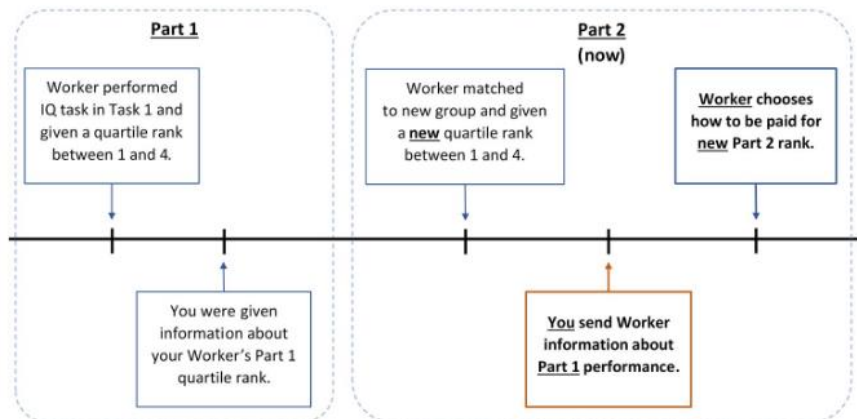 Part 1
Part 2
(now)
Worker performed
IQ task in Task 1 and
given a quartile rank
between 1 and 4.
Worker matched
to new group and given
a new quartile rank
between 1 and 4.
Worker chooses
how to be paid for
new Part 2 rank.
You were given
information about
your Worker's Part 1
quartile rank.
You send Worker
information about
Part 1 performance.